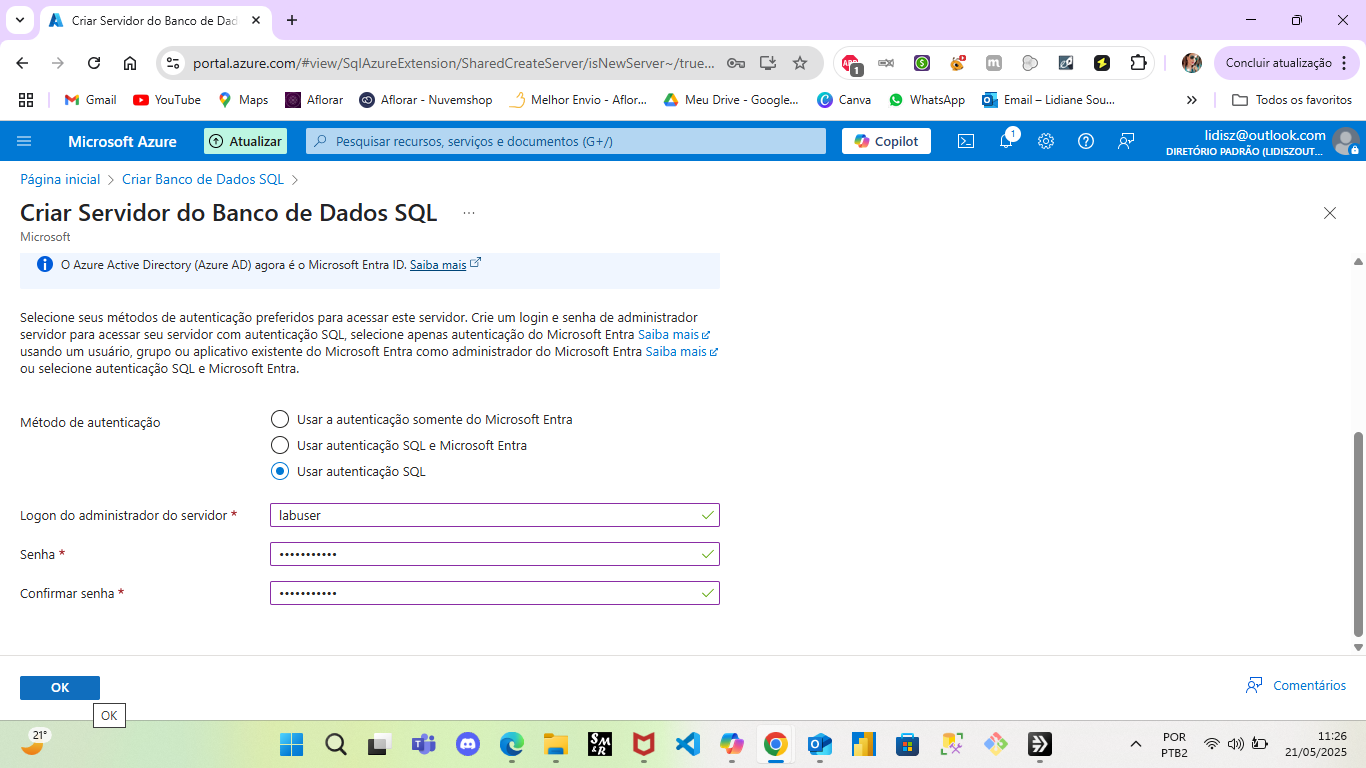 Criar Servidor do Banco de Dad
portal.azure.com/#view/SqlAzureExtension/SharedCreateServer/isNewServer~/true...
1
Concluir atualização
Gmail
YouTube
Maps
Aflorar
Aflorar - Nuvemshop
Melhor Envio - Aflor...
Meu Drive - Google...
Canva
WhatsApp
Email – Lidiane Sou...
Todos os favoritos
Microsoft Azure
Atualizar
Pesquisar recursos, serviços e documentos (G+/)
Copilot
1
lidisz@outlook.com
DIRETÓRIO PADRÃO (LIDISZOUT...
Página inicial > Criar Banco de Dados SQL >
Criar Servidor do Banco de Dados SQL ...
Microsoft
O Azure Active Directory (Azure AD) agora é o Microsoft Entra ID. Saiba mais
Selecione seus métodos de autenticação preferidos para acessar este servidor. Crie um login e senha de administrador
servidor para acessar seu servidor com autenticação SQL, selecione apenas autenticação do Microsoft Entra Saiba mais
usando um usuário, grupo ou aplicativo existente do Microsoft Entra como administrador do Microsoft Entra Saiba mais
ou selecione autenticação SQL e Microsoft Entra.
Método de autenticação
Usar a autenticação somente do Microsoft Entra
Usar autenticação SQL e Microsoft Entra
Usar autenticação SQL
Logon do administrador do servidor *
labuser
Senha *
•••••••••••
Confirmar senha *
•••••••••••
OK
Comentários
OK
21°
SM
&R
POR
PTB2
11:26
21/05/2025